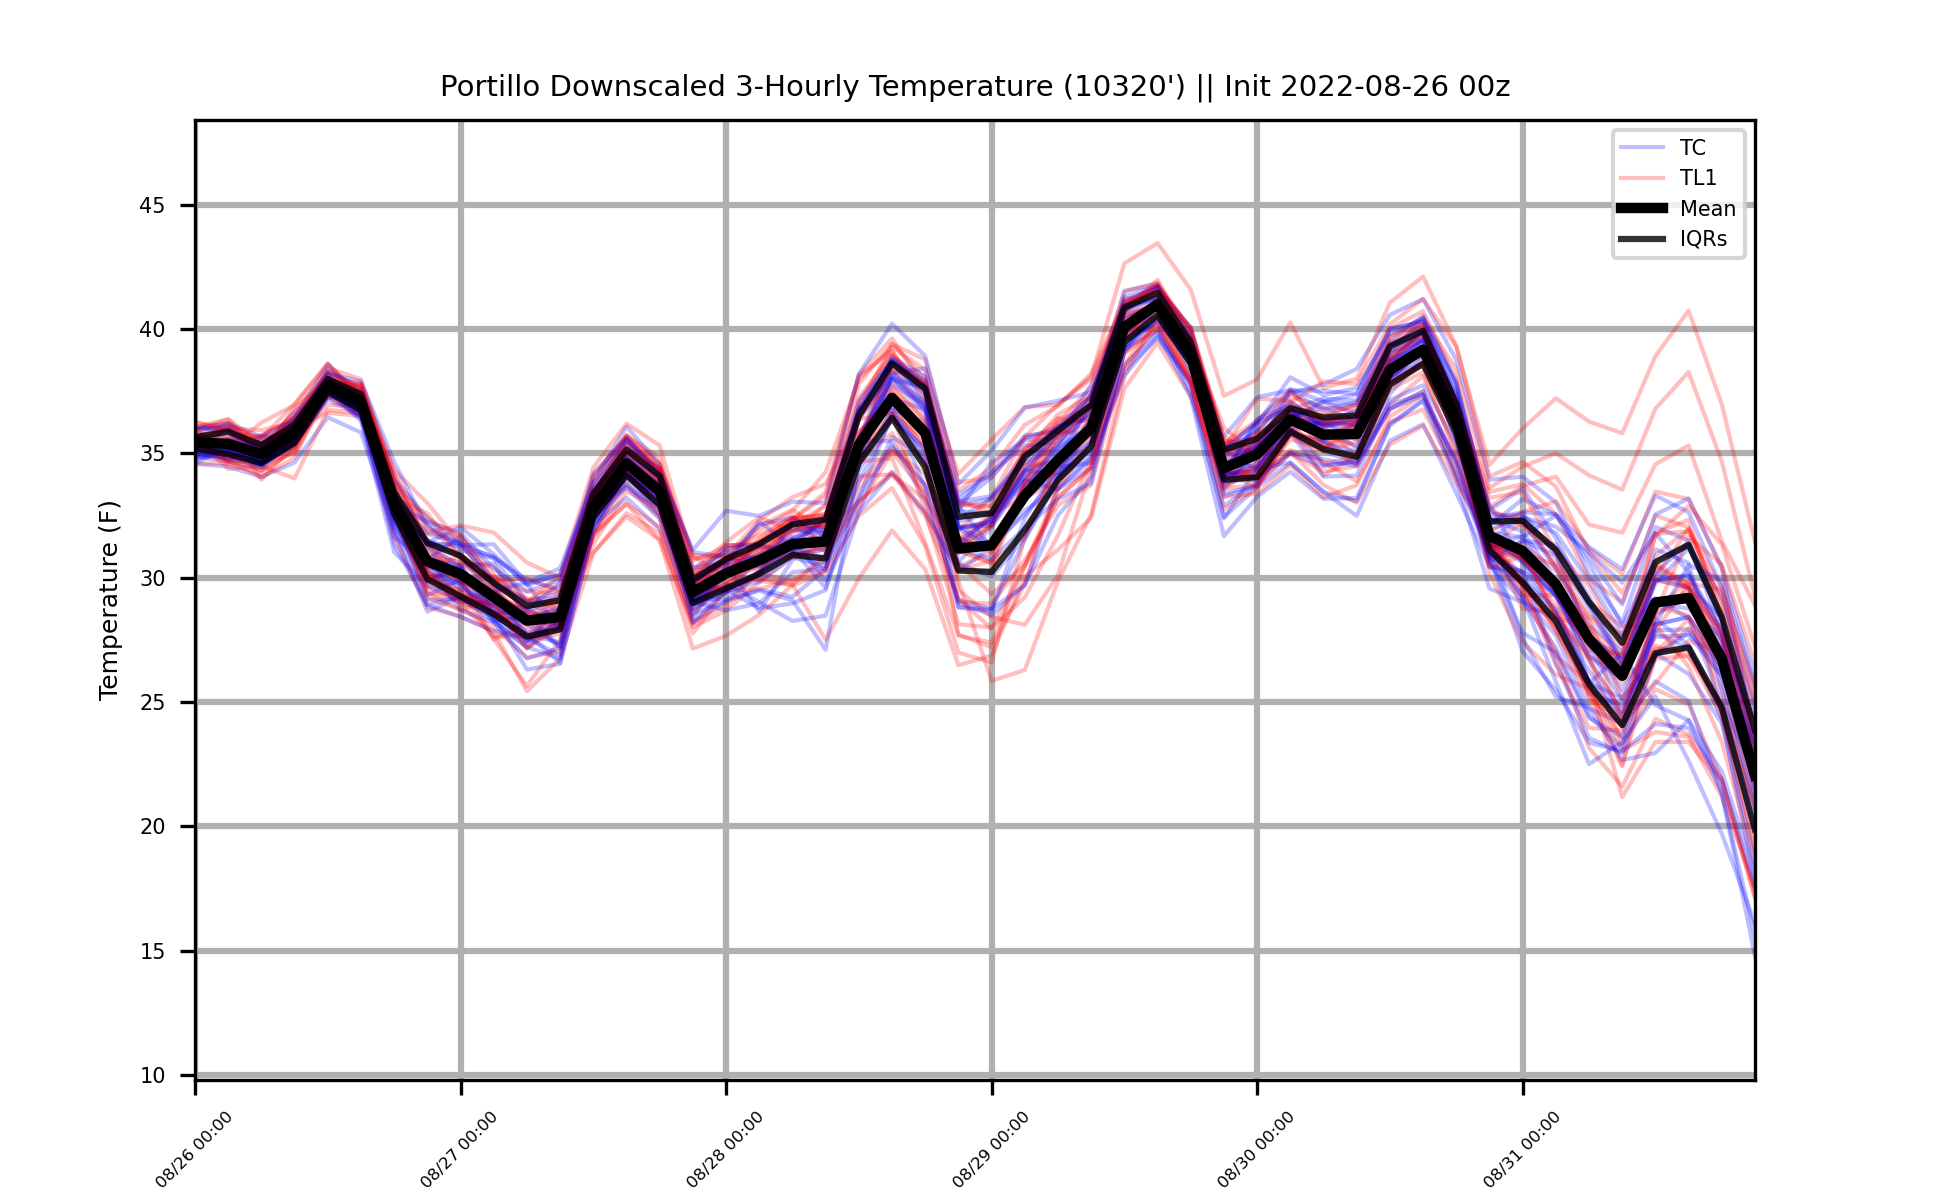 Portillo Downscaled 3-Hourly Temperature (10320') || Init 2022-08-26 00z
TC
TL1
Mean
IQRs
Temperature (F)
45
40
35
30
25
20
15
10
08/26 00:00
08/27 00:00
08/28 00:00
08/29 00:00
08/30 00:00
08/31 00:00